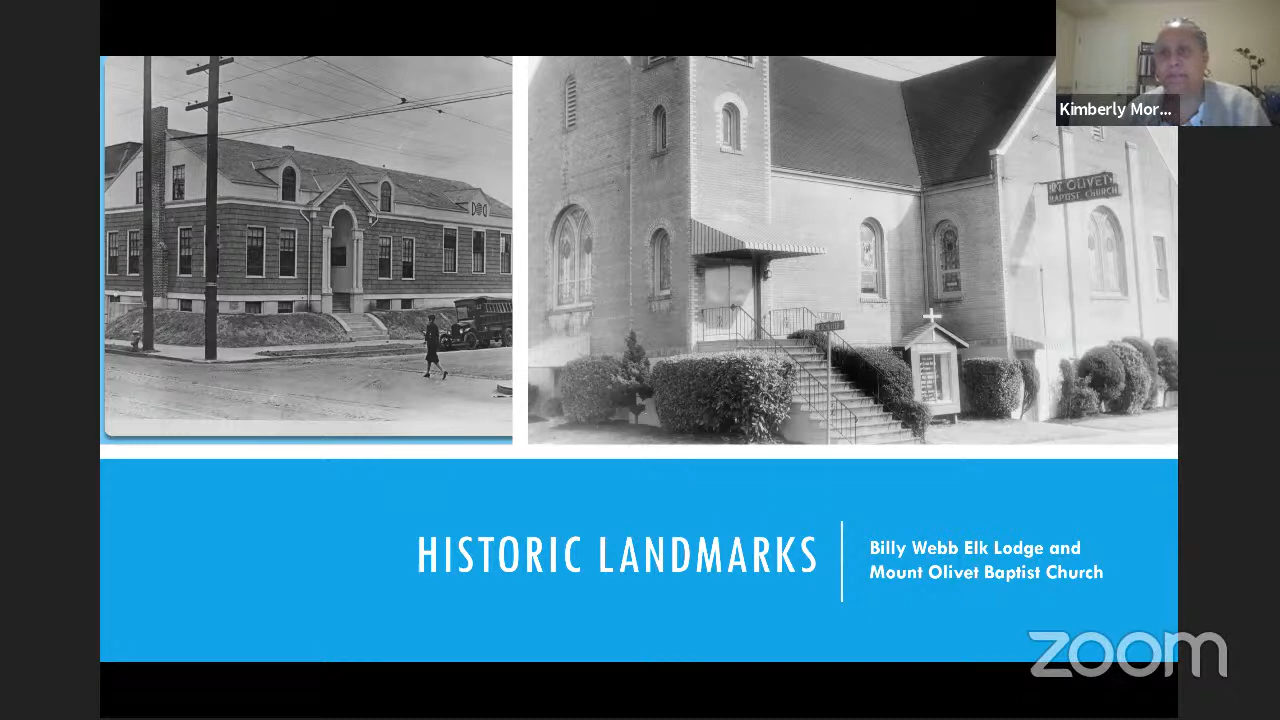 Kimberly Mor...
MT. OLIVET
BAPTIST CHURCH
HISTORIC LANDMARKS
Billy Webb Elk Lodge and
Mount Olivet Baptist Church
zoom